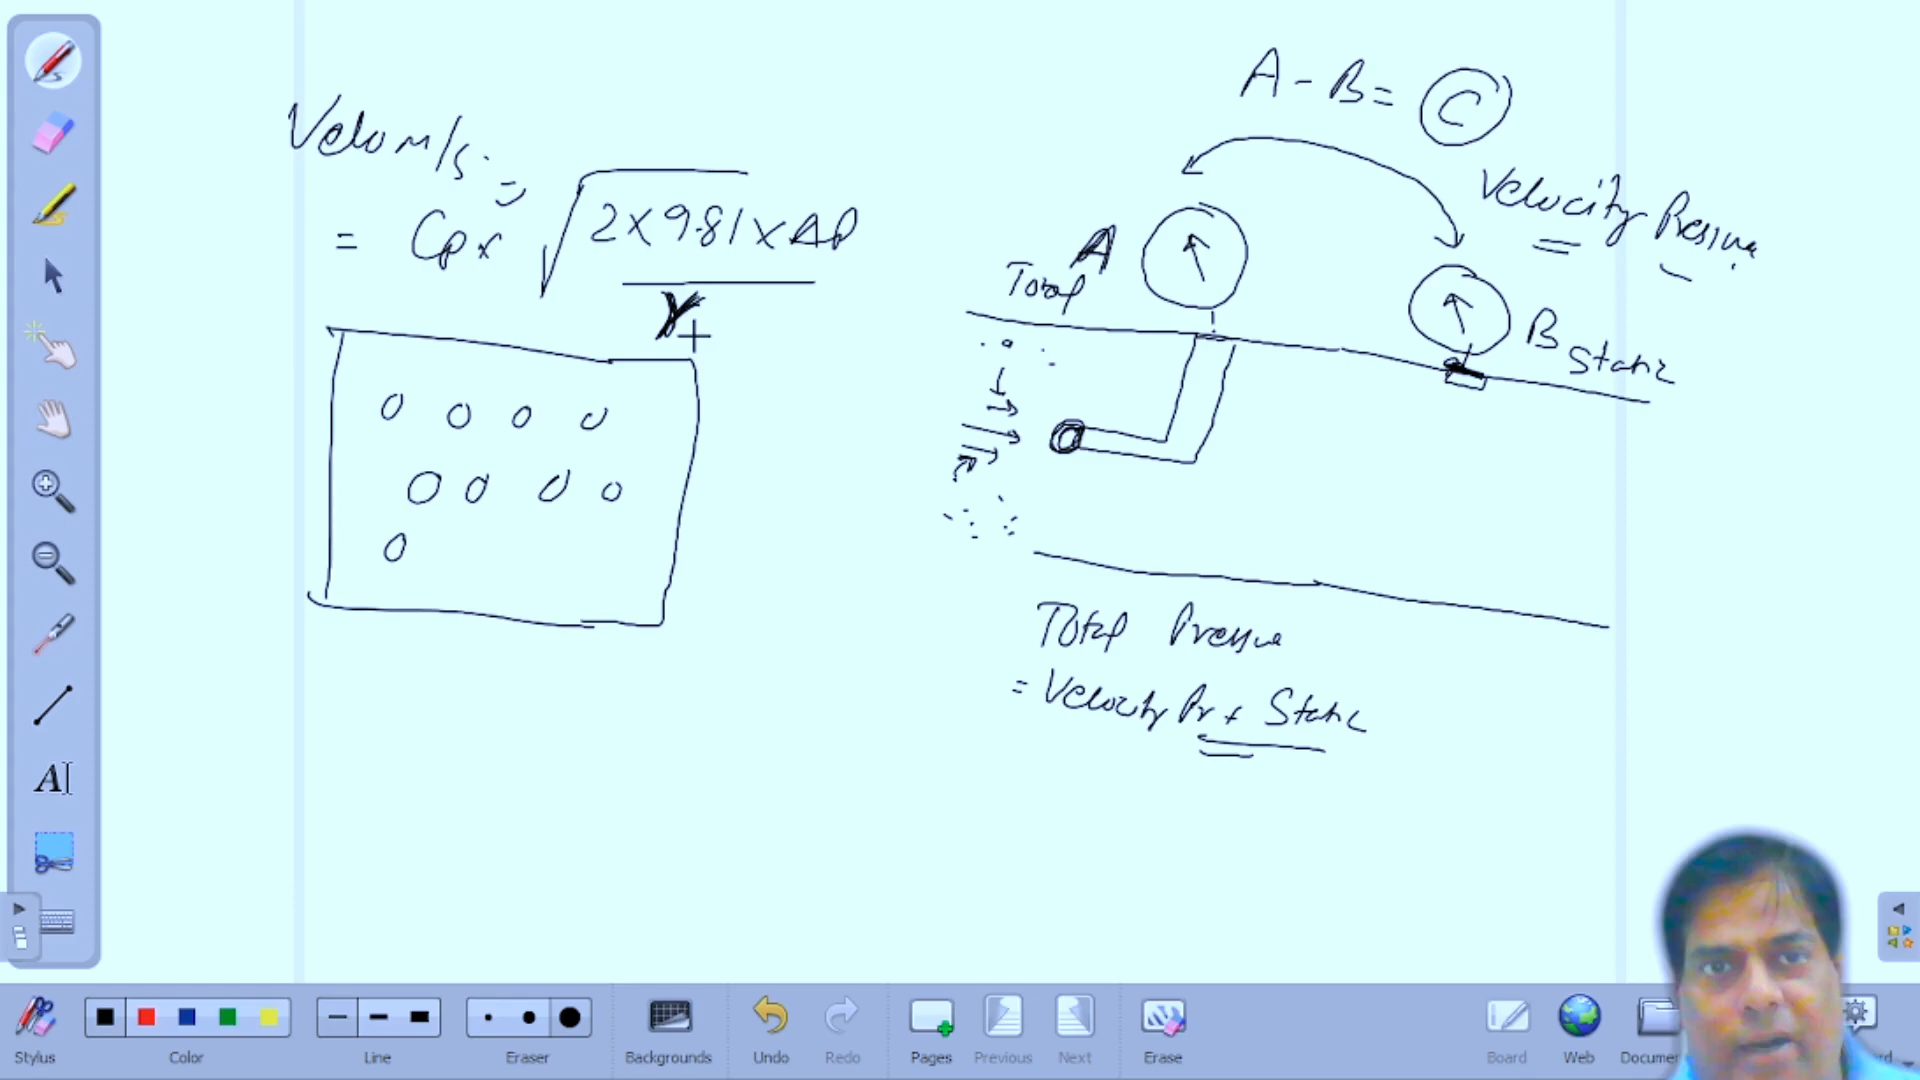 Velo m/s =
= Cp x √2 x 9.81 x ΔP
γ
A - B = C
Velocity Pressure
A
Total
B
Static
Total Pressure
= Velocity Pr + Static
A
Stylus
Color
Line
Eraser
Backgrounds
Undo
Redo
Pages
Previous
Next
Erase
Board
Web